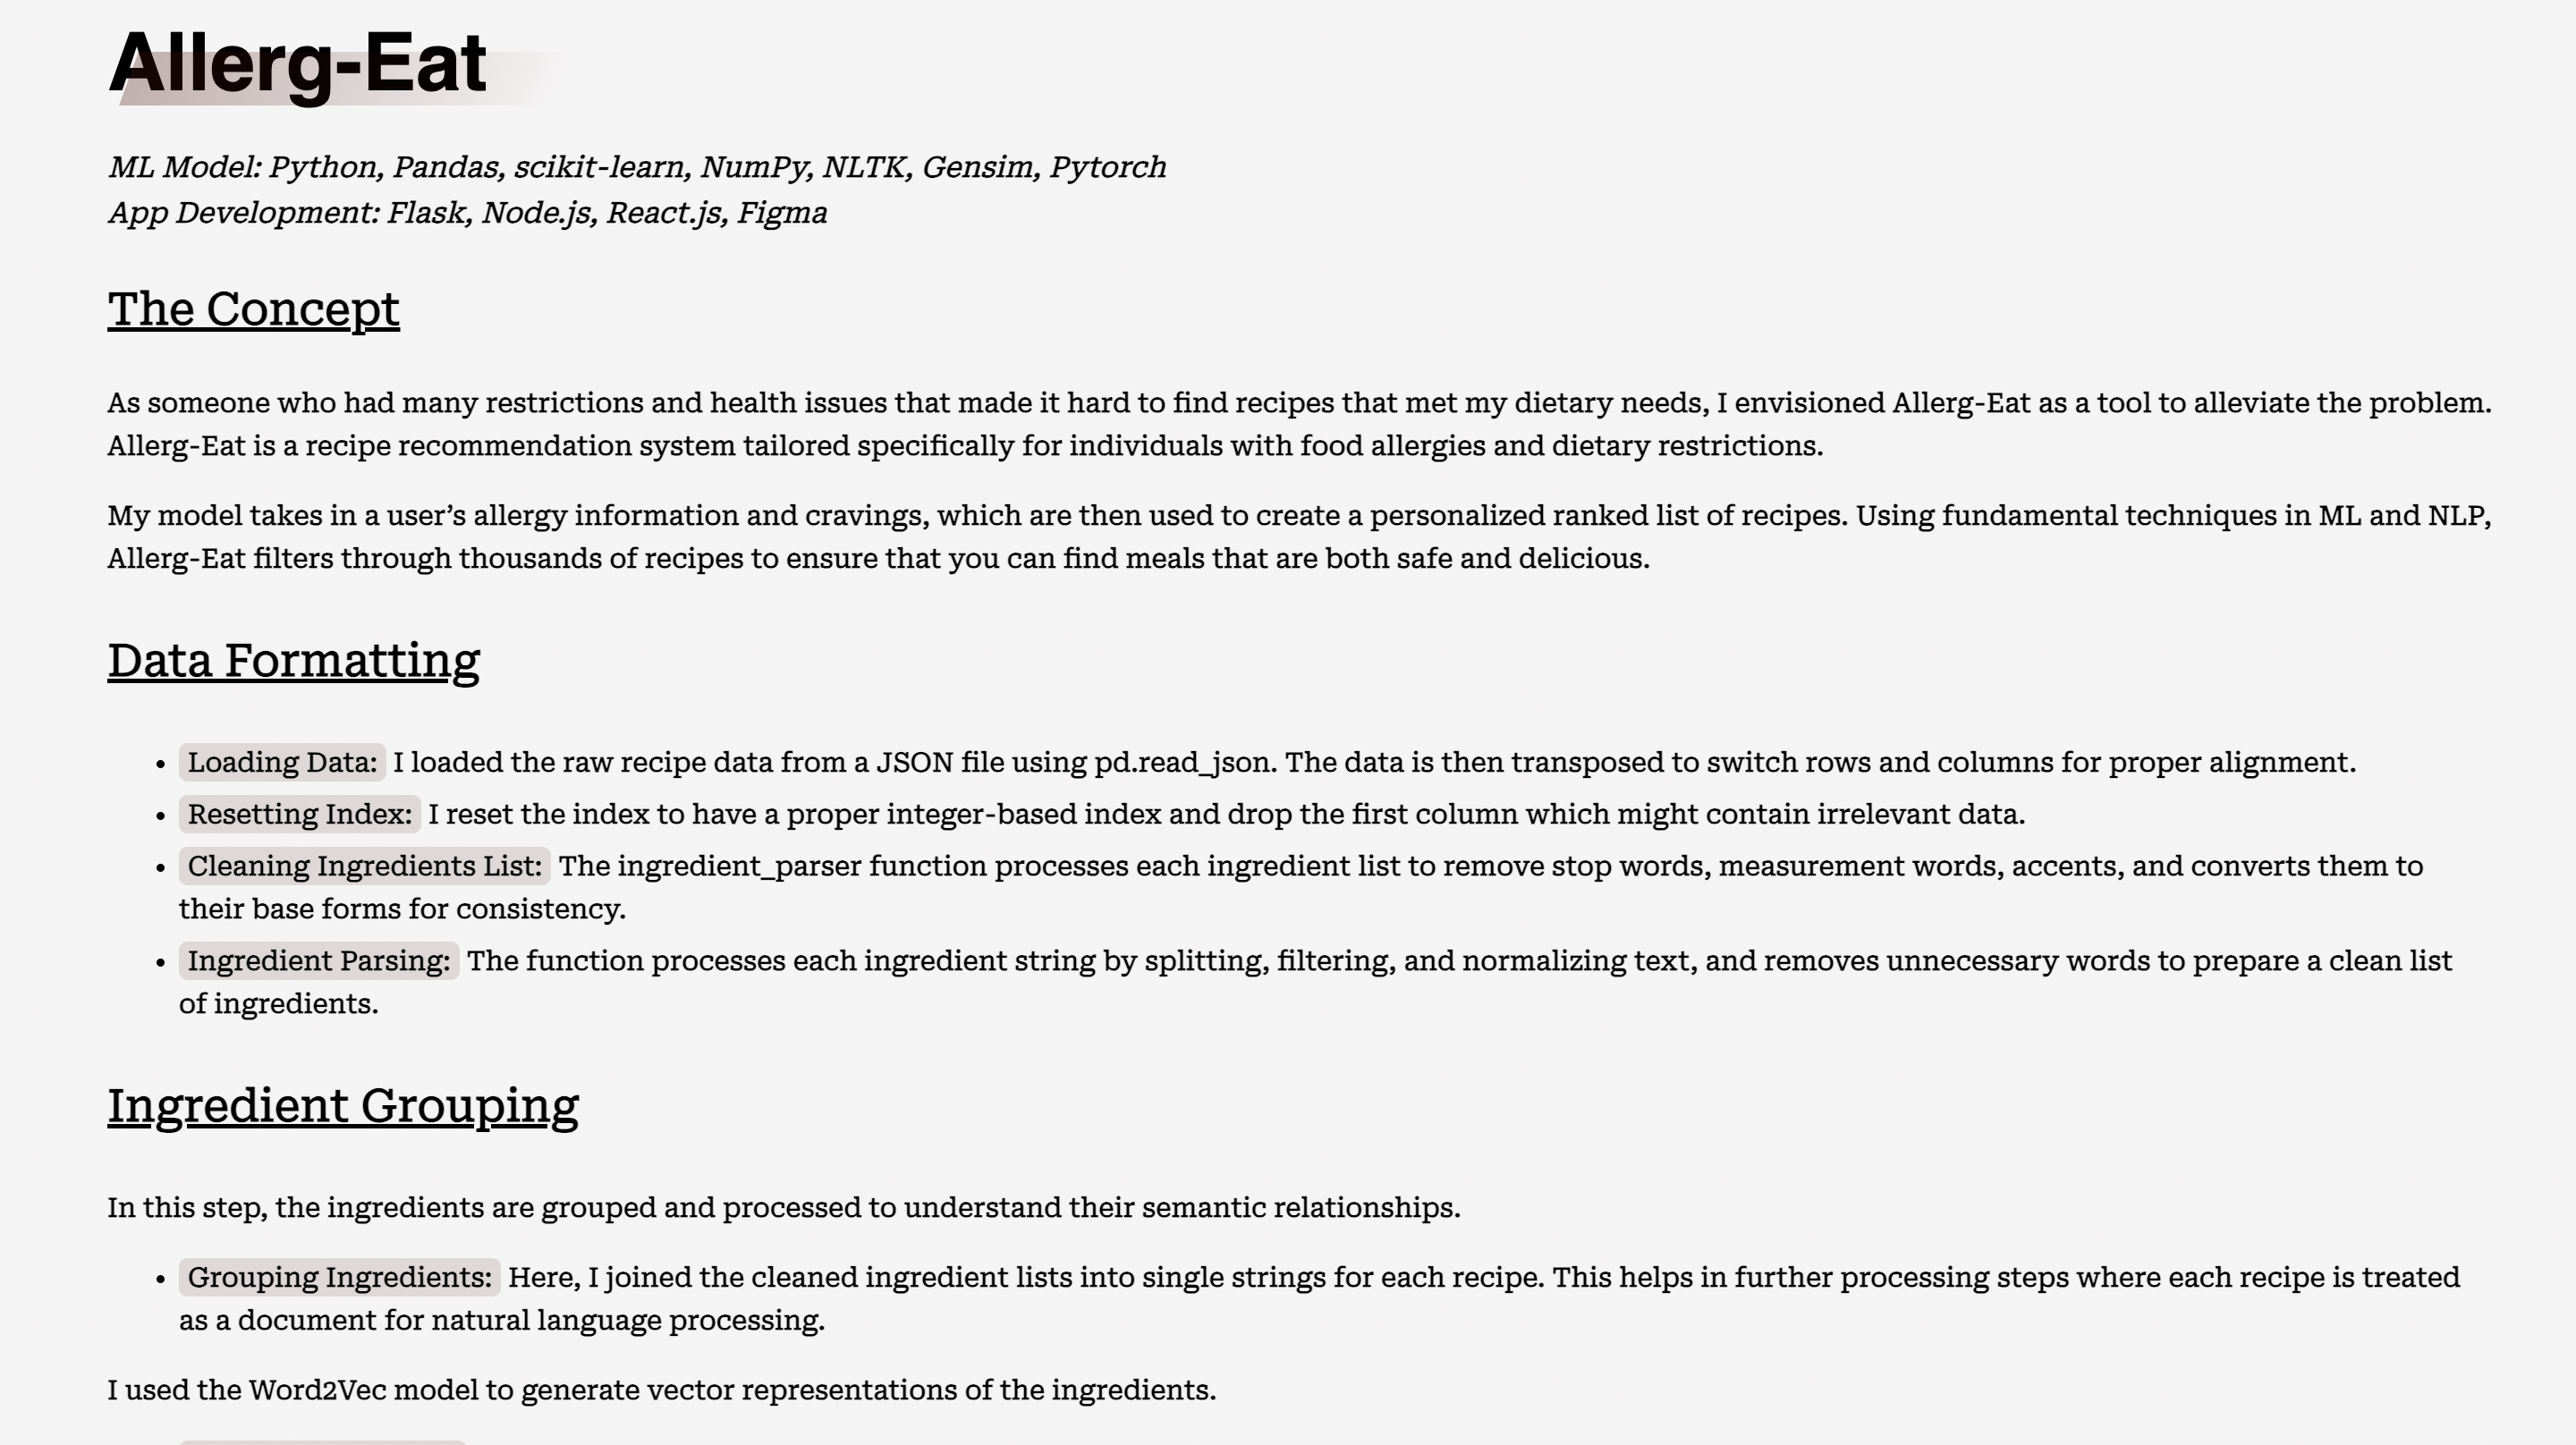 Allerg-Eat
ML Model: Python, Pandas, scikit-learn, NumPy, NLTK, Gensim, Pytorch
App Development: Flask, Node.js, React.js, Figma
The Concept
As someone who had many restrictions and health issues that made it hard to find recipes that met my dietary needs, I envisioned Allerg-Eat as a tool to alleviate the problem.
Allerg-Eat is a recipe recommendation system tailored specifically for individuals with food allergies and dietary restrictions.
My model takes in a user’s allergy information and cravings, which are then used to create a personalized ranked list of recipes. Using fundamental techniques in ML and NLP,
Allerg-Eat filters through thousands of recipes to ensure that you can find meals that are both safe and delicious.
Data Formatting
• Loading Data: I loaded the raw recipe data from a JSON file using pd.read_json. The data is then transposed to switch rows and columns for proper alignment.
• Resetting Index: I reset the index to have a proper integer-based index and drop the first column which might contain irrelevant data.
• Cleaning Ingredients List: The ingredient_parser function processes each ingredient list to remove stop words, measurement words, accents, and converts them to
their base forms for consistency.
• Ingredient Parsing: The function processes each ingredient string by splitting, filtering, and normalizing text, and removes unnecessary words to prepare a clean list
of ingredients.
Ingredient Grouping
In this step, the ingredients are grouped and processed to understand their semantic relationships.
• Grouping Ingredients: Here, I joined the cleaned ingredient lists into single strings for each recipe. This helps in further processing steps where each recipe is treated
as a document for natural language processing.
I used the Word2Vec model to generate vector representations of the ingredients.